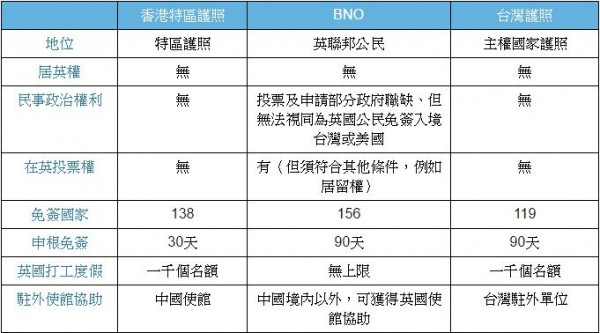 香港特區護照 BNO 台灣護照
地位 特區護照 英聯邦公民 主權國家護照
居英權 無 無 無
民事政治權利 無 投票及申請部分政府職缺、但 無
無法視同為英國公民免簽入境
台灣或美國
在英投票權 無 有（但須符合其他條件，例如 無
居留權）
免簽國家 138 156 119
申根免簽 30天 90天 90天
英國打工度假 一千個名額 無上限 一千個名額
駐外使館協助 中國使館 中國境內以外，可獲得英國使 台灣駐外單位
館協助